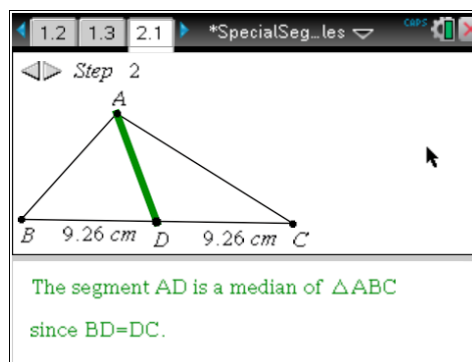 1.2 1.3 2.1 *SpecialSeg...les CAPS
Step 2
A
B 9.26 cm D 9.26 cm C
The segment AD is a median of △ABC
since BD=DC.